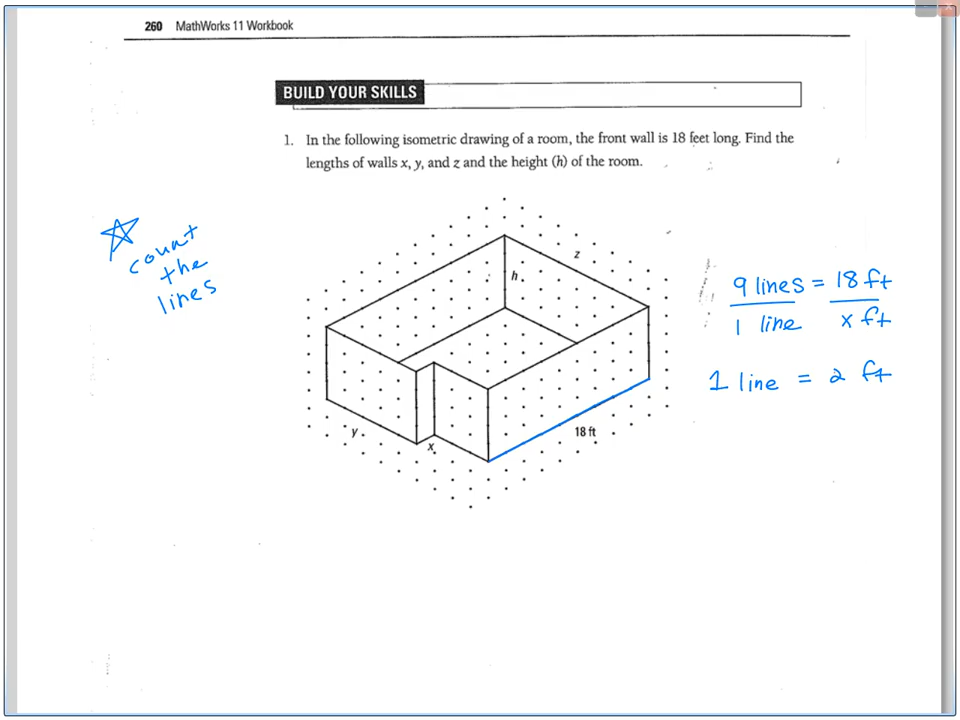 260 MathWorks 11 Workbook
BUILD YOUR SKILLS
1. In the following isometric drawing of a room, the front wall is 18 feet long. Find the
lengths of walls x, y, and z and the height (h) of the room.
count
the
lines
z
h
y
x
18 ft
9 lines = 18 ft
1 line x ft
1 line = 2 ft